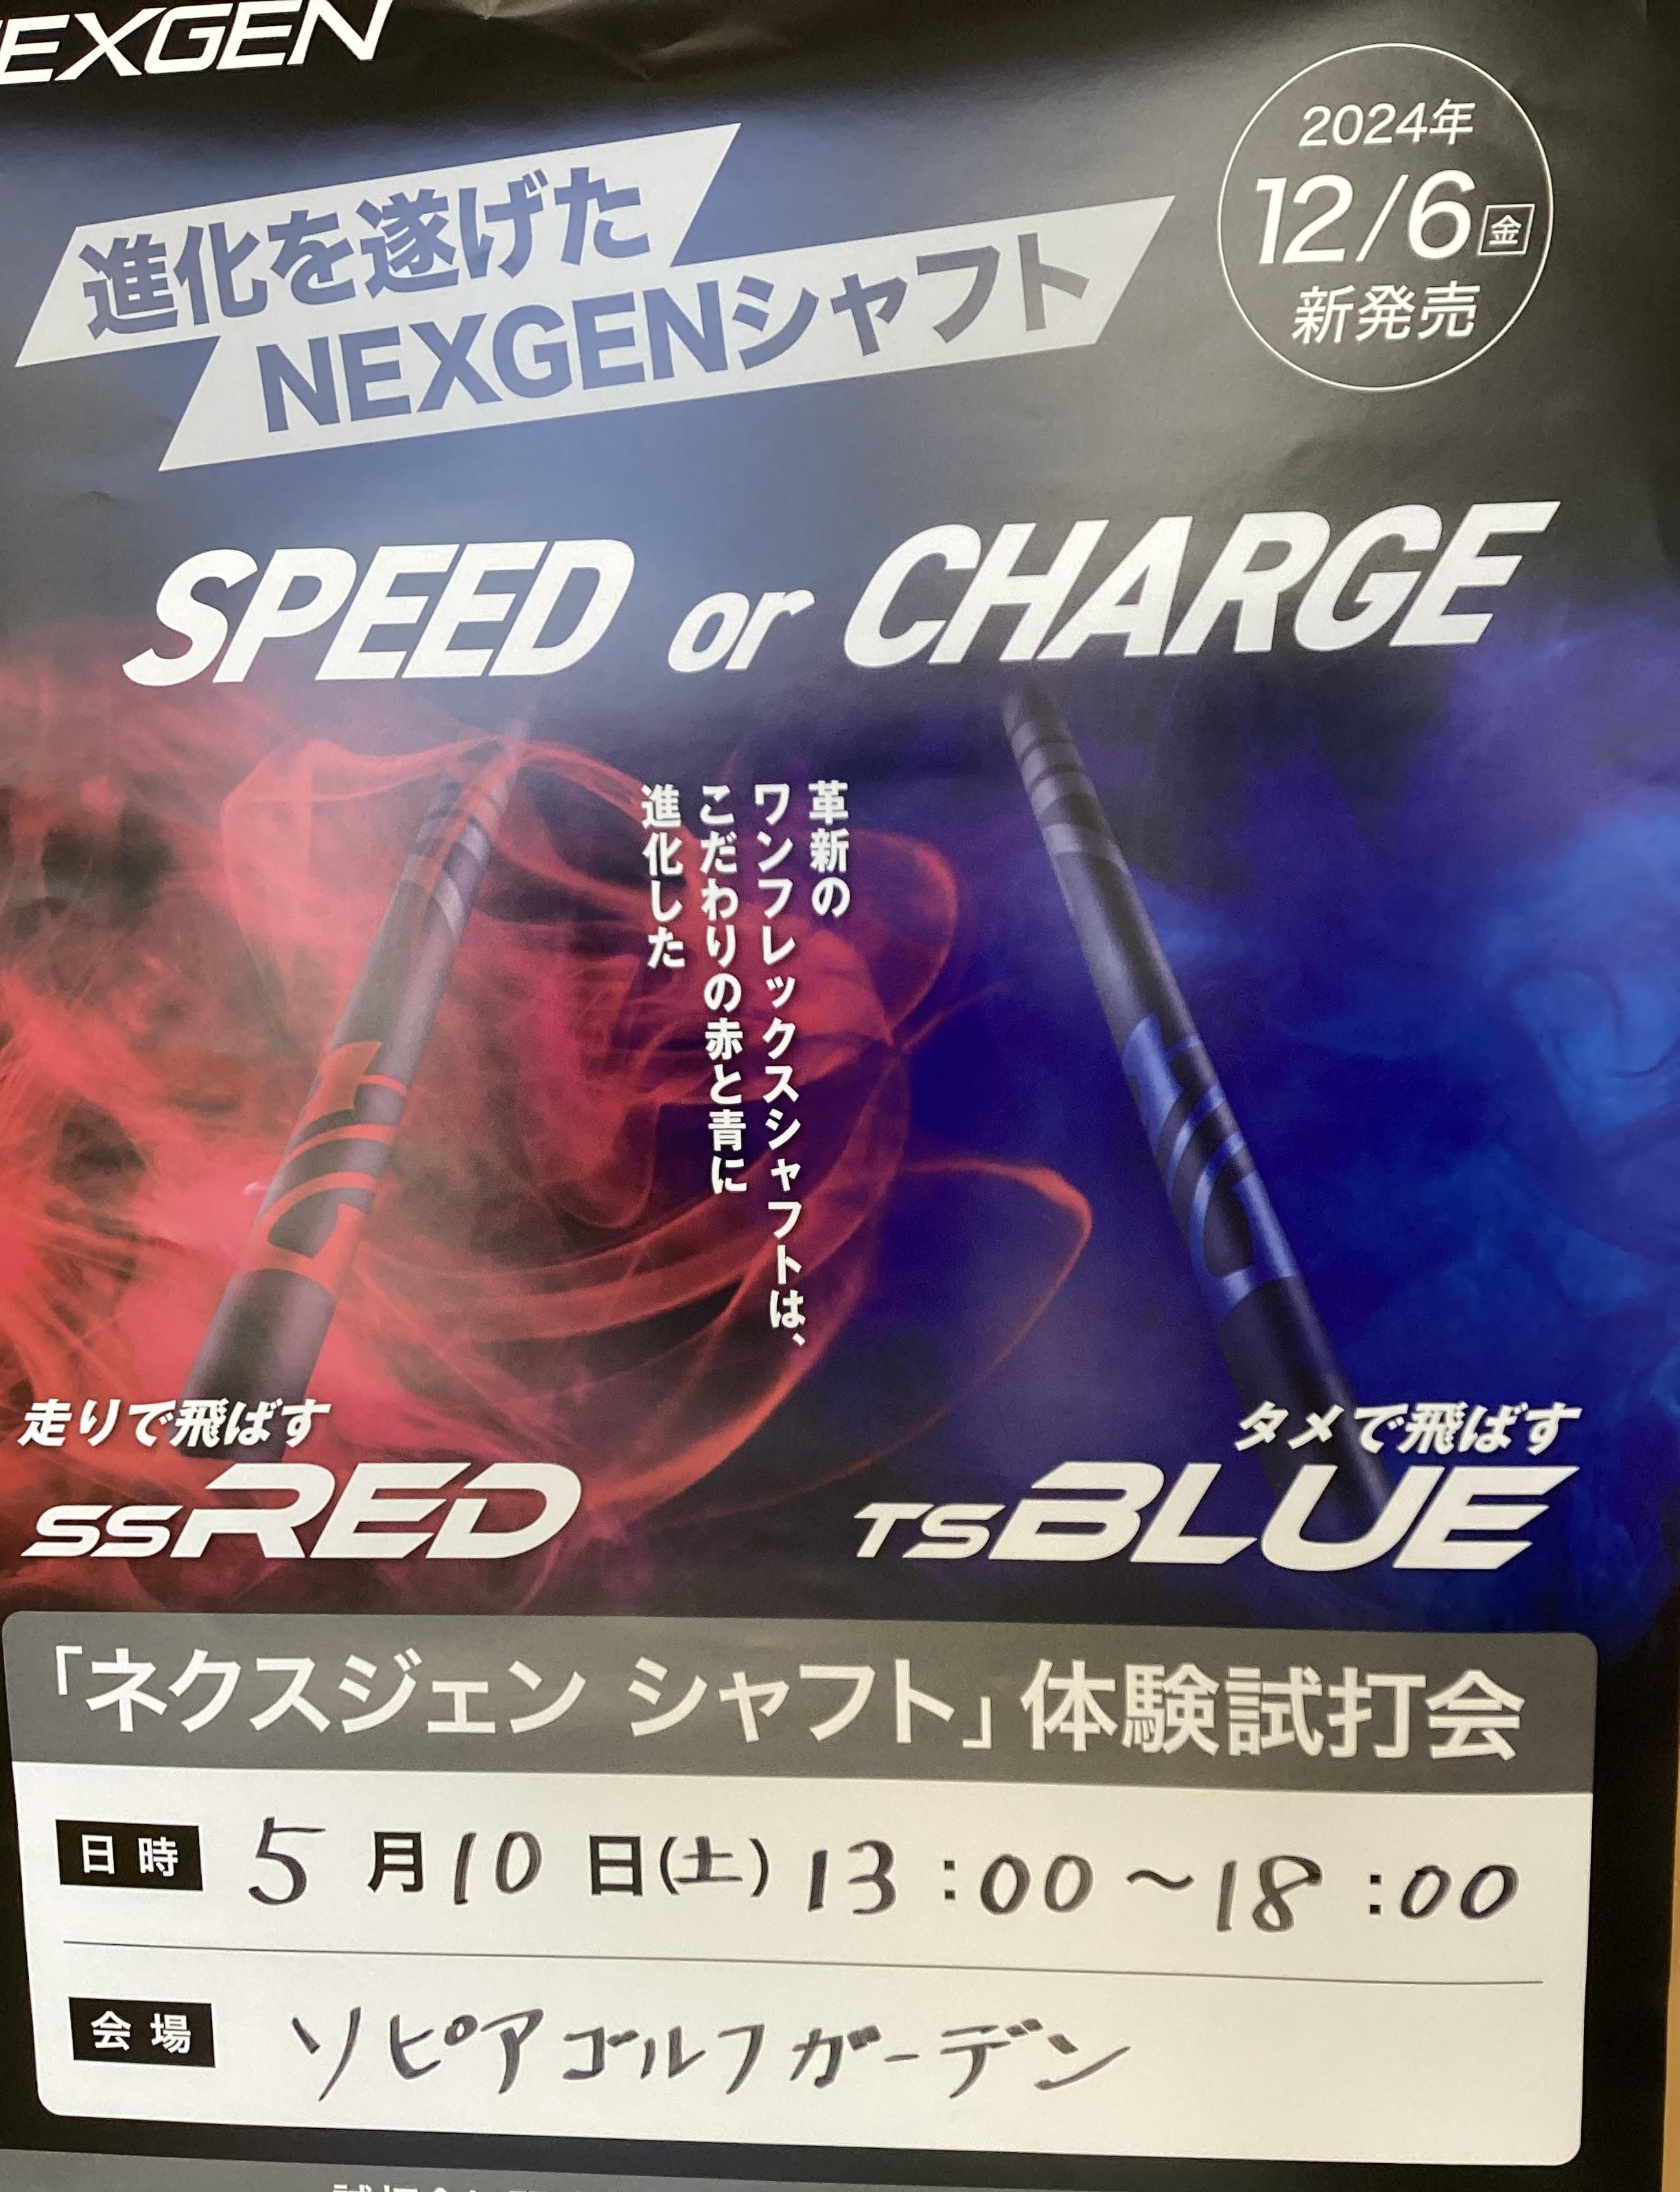 NEXGEN
2024年
12/6金
新発売
進化を遂げた
NEXGENシャフト
SPEED or CHARGE
革新の
ワンフレックスシャフトは、
こだわりの赤と青に
進化した
走りで飛ばす
SSRED
タメで飛ばす
TSBLUE
「ネクスジェン シャフト」体験試打会
日時 5月10日(土) 13:00〜18:00
会場 ソピアゴルフガーデン